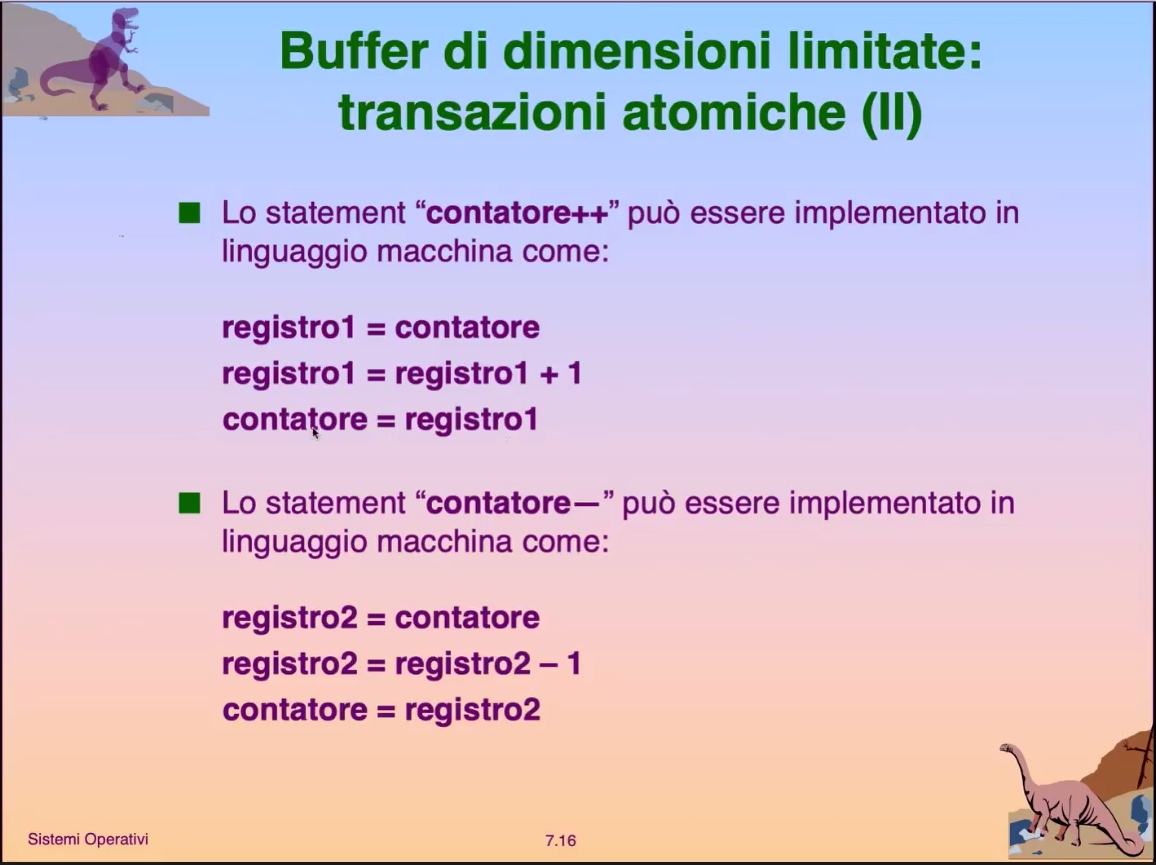 Buffer di dimensioni limitate:
transazioni atomiche (II)
Lo statement “contatore++” può essere implementato in
linguaggio macchina come:
registro1 = contatore
registro1 = registro1 + 1
contatore = registro1
Lo statement “contatore—” può essere implementato in
linguaggio macchina come:
registro2 = contatore
registro2 = registro2 – 1
contatore = registro2
Sistemi Operativi
7.16